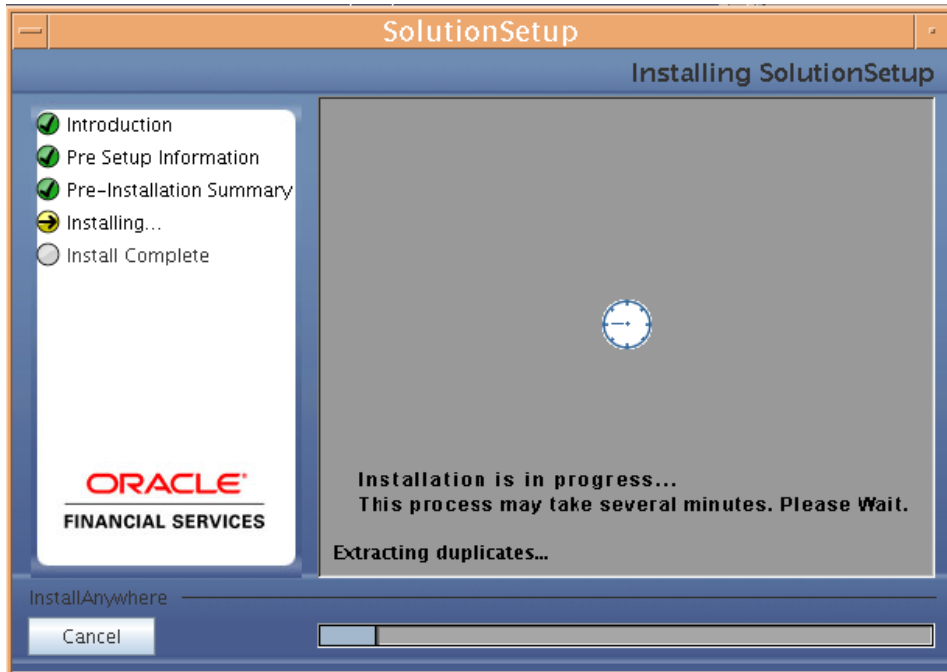 SolutionSetup
Installing SolutionSetup
Introduction
Pre Setup Information
Pre-Installation Summary
Installing...
Install Complete
ORACLE
FINANCIAL SERVICES
Installation is in progress...
This process may take several minutes. Please Wait.
Extracting duplicates...
InstallAnywhere
Cancel